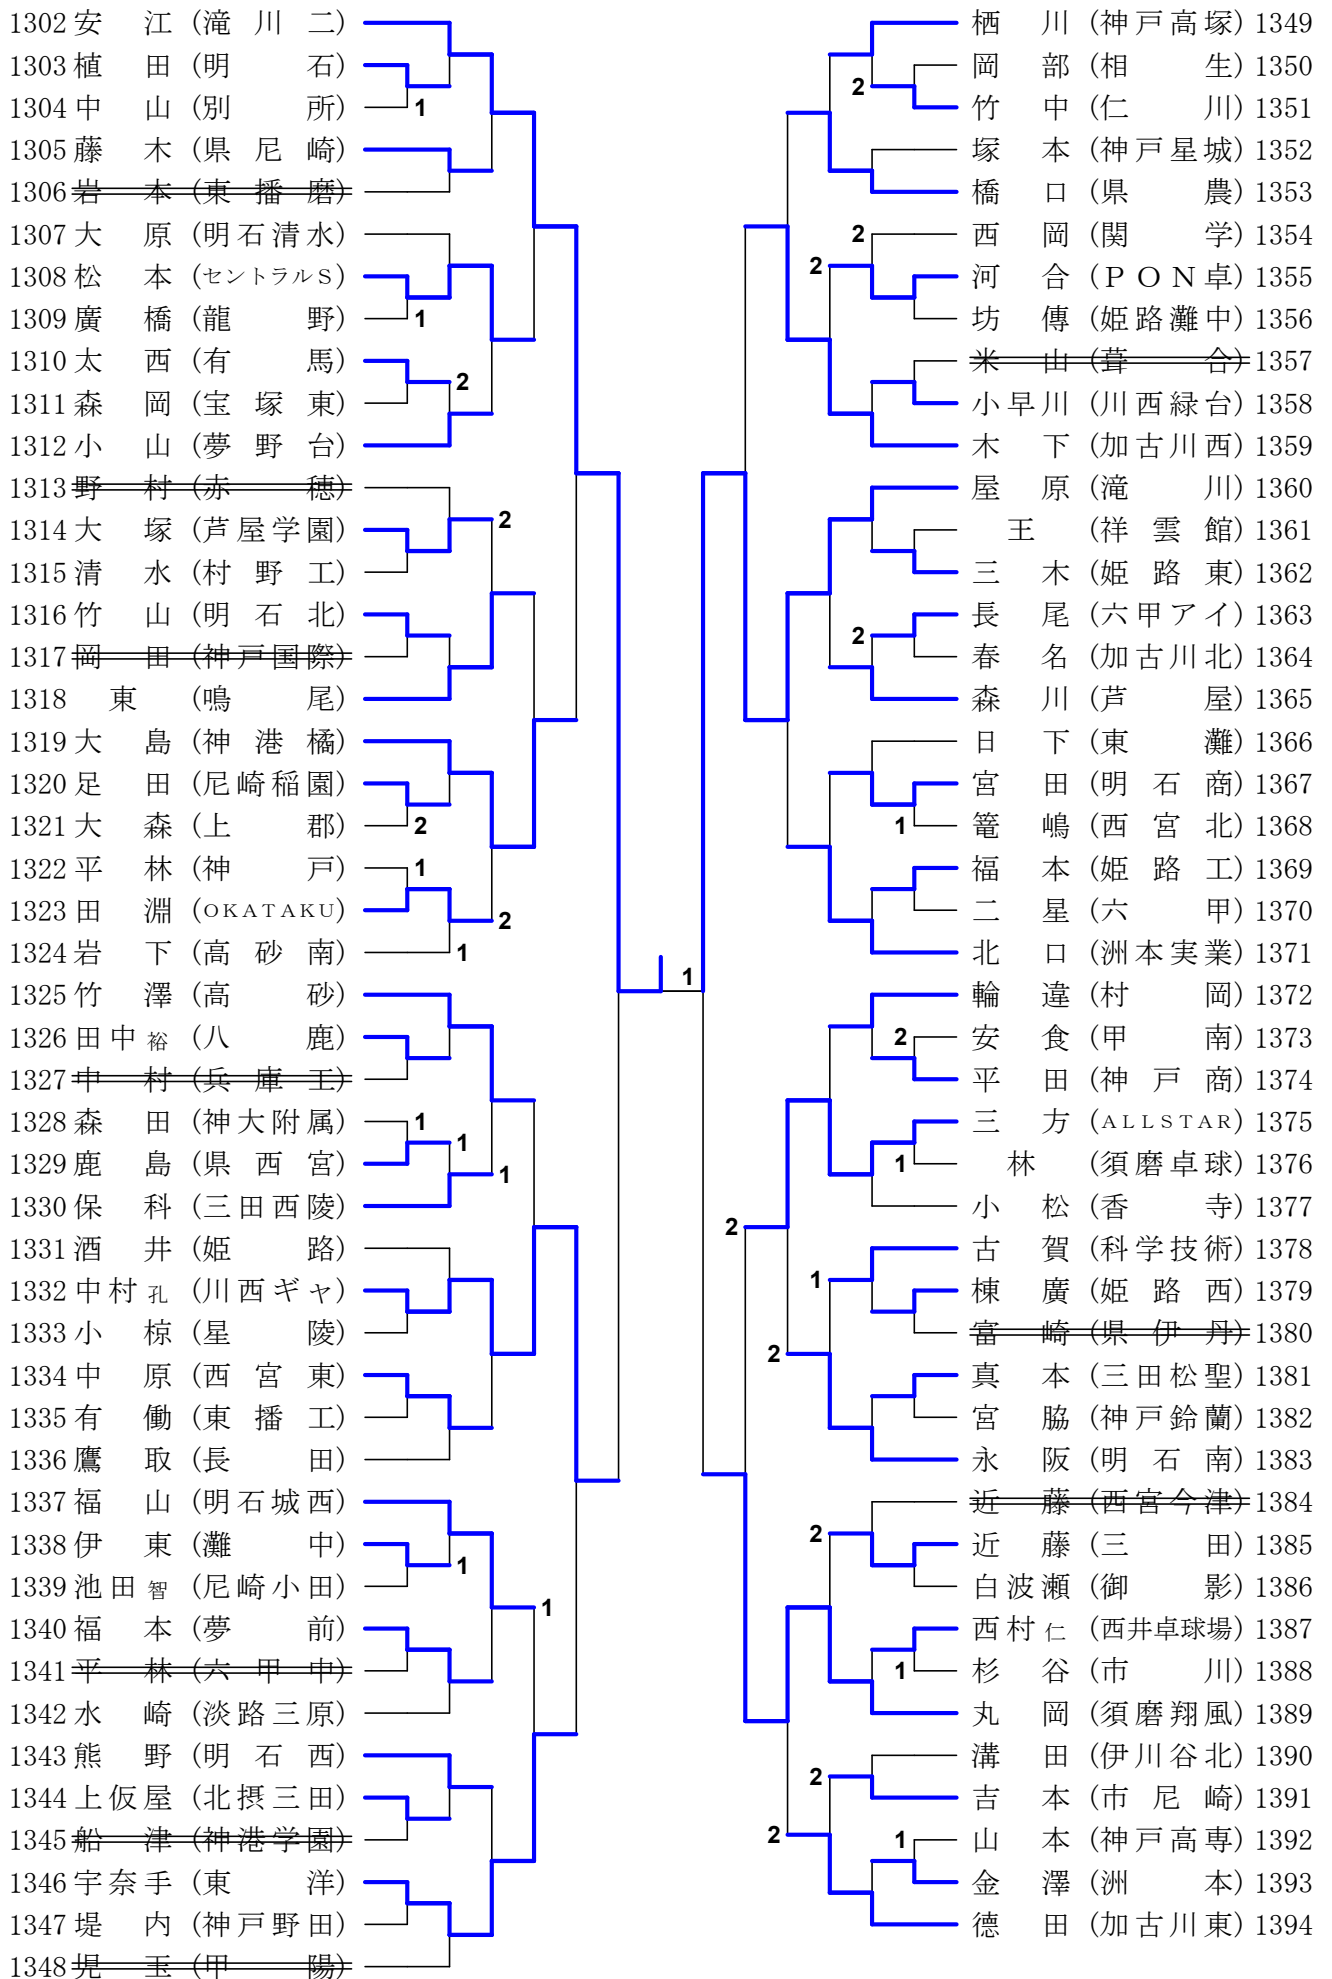 1302 安江 (滝川二)
1303 植田 (明石)
1304 中山 (別所)
1
1305 藤木 (県尼崎)
1306 岩本 (東播磨)
1307 大原 (明石清水)
1308 松本 (セントラルS)
1309 廣橋 (龍野)
1
1310 太西 (有馬)
2
1311 森岡 (宝塚東)
1312 小山 (夢野台)
1313 野村 (赤穂)
2
1314 大塚 (芦屋学園)
1315 清水 (村野工)
1316 竹山 (明石北)
1317 岡田 (神戸国際)
1318 東 (鳴尾)
1319 大島 (神港橘)
1320 足田 (尼崎稲園)
1321 大森 (上郡)
2
1322 平林 (神戸)
1
1323 田淵 (OKATAKU)
2
1324 岩下 (高砂南)
1
1325 竹澤 (高砂)
1326 田中裕 (八鹿)
1327 中村 (兵庫工)
1328 森田 (神大附属)
1
1329 鹿島 (県西宮)
1
1330 保科 (三田西陵)
1
1331 酒井 (姫路)
1332 中村孔 (川西ギャ)
1333 小椋 (星陵)
1334 中原 (西宮東)
1335 有働 (東播工)
1336 鷹取 (長田)
1337 福山 (明石城西)
1338 伊東 (灘中)
1
1339 池田智 (尼崎小田)
1
1340 福本 (夢前)
1341 平林 (六甲中)
1342 水崎 (淡路三原)
1343 熊野 (明石西)
1344 上仮屋 (北摂三田)
1345 船津 (神港学園)
1346 宇奈手 (東洋)
1347 堤内 (神戸野田)
1348 児玉 (甲陽)
1
栖川 (神戸高塚) 1349
岡部 (相生) 1350
2
竹中 (仁川) 1351
塚本 (神戸星城) 1352
橋口 (県農) 1353
2
西岡 (関学) 1354
2
河合 (PON卓) 1355
坊傳 (姫路灘中) 1356
米山 (葺合) 1357
小早川 (川西緑台) 1358
木下 (加古川西) 1359
屋原 (滝川) 1360
王 (祥雲館) 1361
三木 (姫路東) 1362
長尾 (六甲アイ) 1363
2
春名 (加古川北) 1364
森川 (芦屋) 1365
日下 (東灘) 1366
宮田 (明石商) 1367
1
篭嶋 (西宮北) 1368
福本 (姫路工) 1369
二星 (六甲) 1370
北口 (洲本実業) 1371
輪違 (村岡) 1372
2
安食 (甲南) 1373
平田 (神戸商) 1374
三方 (ALLSTAR) 1375
1
林 (須磨卓球) 1376
小松 (香寺) 1377
2
古賀 (科学技術) 1378
1
棟廣 (姫路西) 1379
富崎 (県伊丹) 1380
2
真本 (三田松聖) 1381
宮脇 (神戸鈴蘭) 1382
永阪 (明石南) 1383
近藤 (西宮今津) 1384
2
近藤 (三田) 1385
白波瀬 (御影) 1386
西村仁 (西井卓球場) 1387
1
杉谷 (市川) 1388
丸岡 (須磨翔風) 1389
溝田 (伊川谷北) 1390
2
吉本 (市尼崎) 1391
2
1
山本 (神戸高専) 1392
金澤 (洲本) 1393
德田 (加古川東) 1394